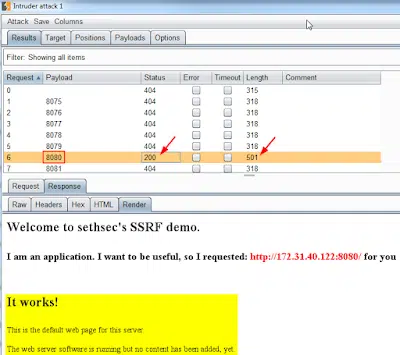 Intruder attack 1
Attack Save Columns
Results Target Positions Payloads Options
Filter: Showing all items
Request Payload Status Error Timeout Length Comment
0 404 315
1 8075 404 318
2 8076 404 318
3 8077 404 318
4 8078 404 318
5 8079 404 318
6 8080 200 501
7 8081 404 318
Request Response
Raw Headers Hex HTML Render
Welcome to sethsec's SSRF demo.
I am an application. I want to be useful, so I requested: http://172.31.40.122:8080/ for you
It works!
This is the default web page for this server.
The web server software is running but no content has been added, yet.